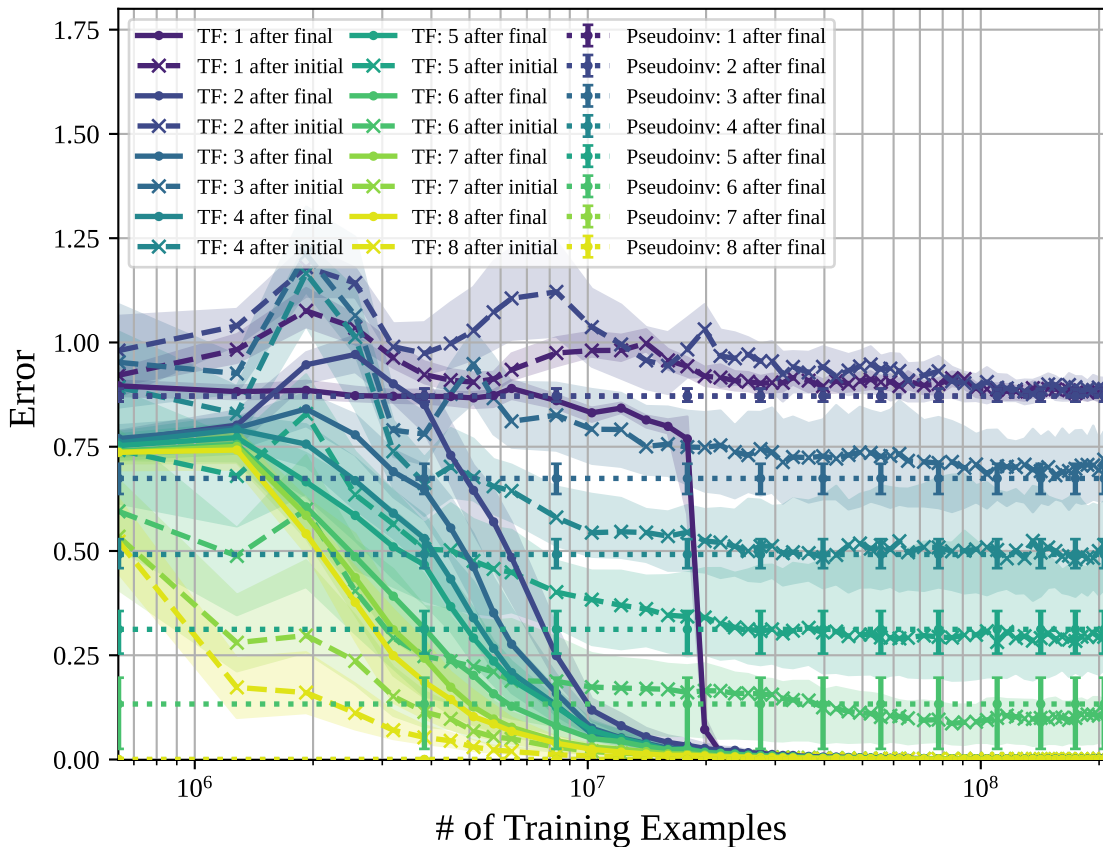 1.75
1.50
1.25
1.00
0.75
0.50
0.25
0.00
Error
TF: 1 after final
TF: 1 after initial
TF: 2 after final
TF: 2 after initial
TF: 3 after final
TF: 3 after initial
TF: 4 after final
TF: 4 after initial
TF: 5 after final
TF: 5 after initial
TF: 6 after final
TF: 6 after initial
TF: 7 after final
TF: 7 after initial
TF: 8 after final
TF: 8 after initial
Pseudoinv: 1 after final
Pseudoinv: 2 after final
Pseudoinv: 3 after final
Pseudoinv: 4 after final
Pseudoinv: 5 after final
Pseudoinv: 6 after final
Pseudoinv: 7 after final
Pseudoinv: 8 after final
10⁶
10⁷
10⁸
# of Training Examples